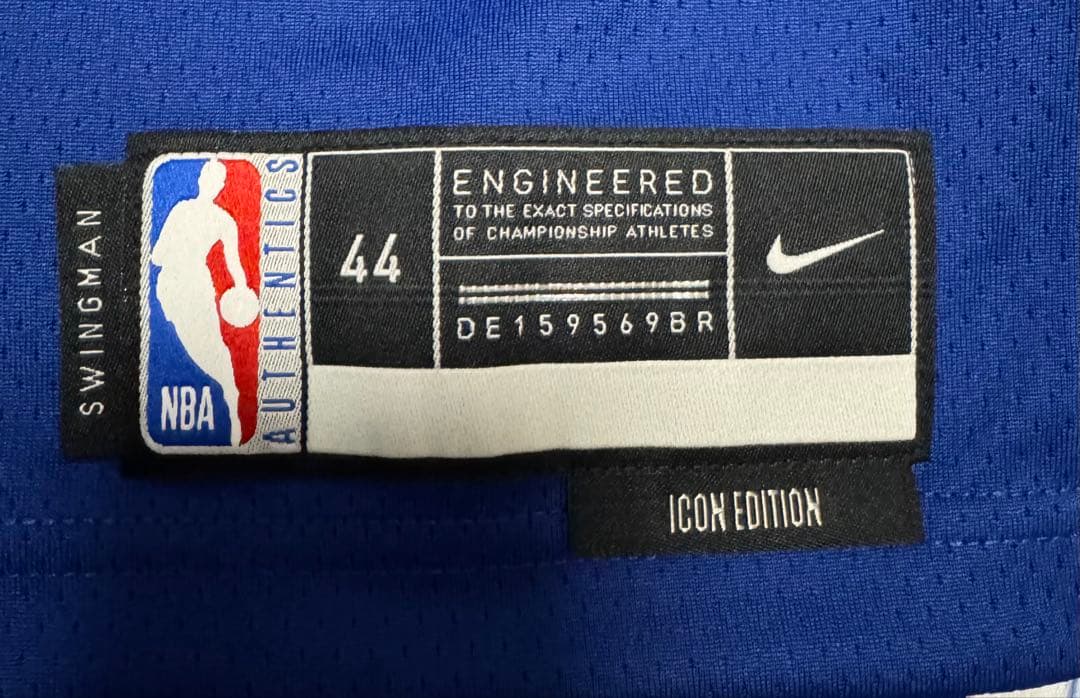 SWINGMAN
NBA
AUTHENTICS
44
ENGINEERED
TO THE EXACT SPECIFICATIONS
OF CHAMPIONSHIP ATHLETES
DE159569BR
ICON EDITION